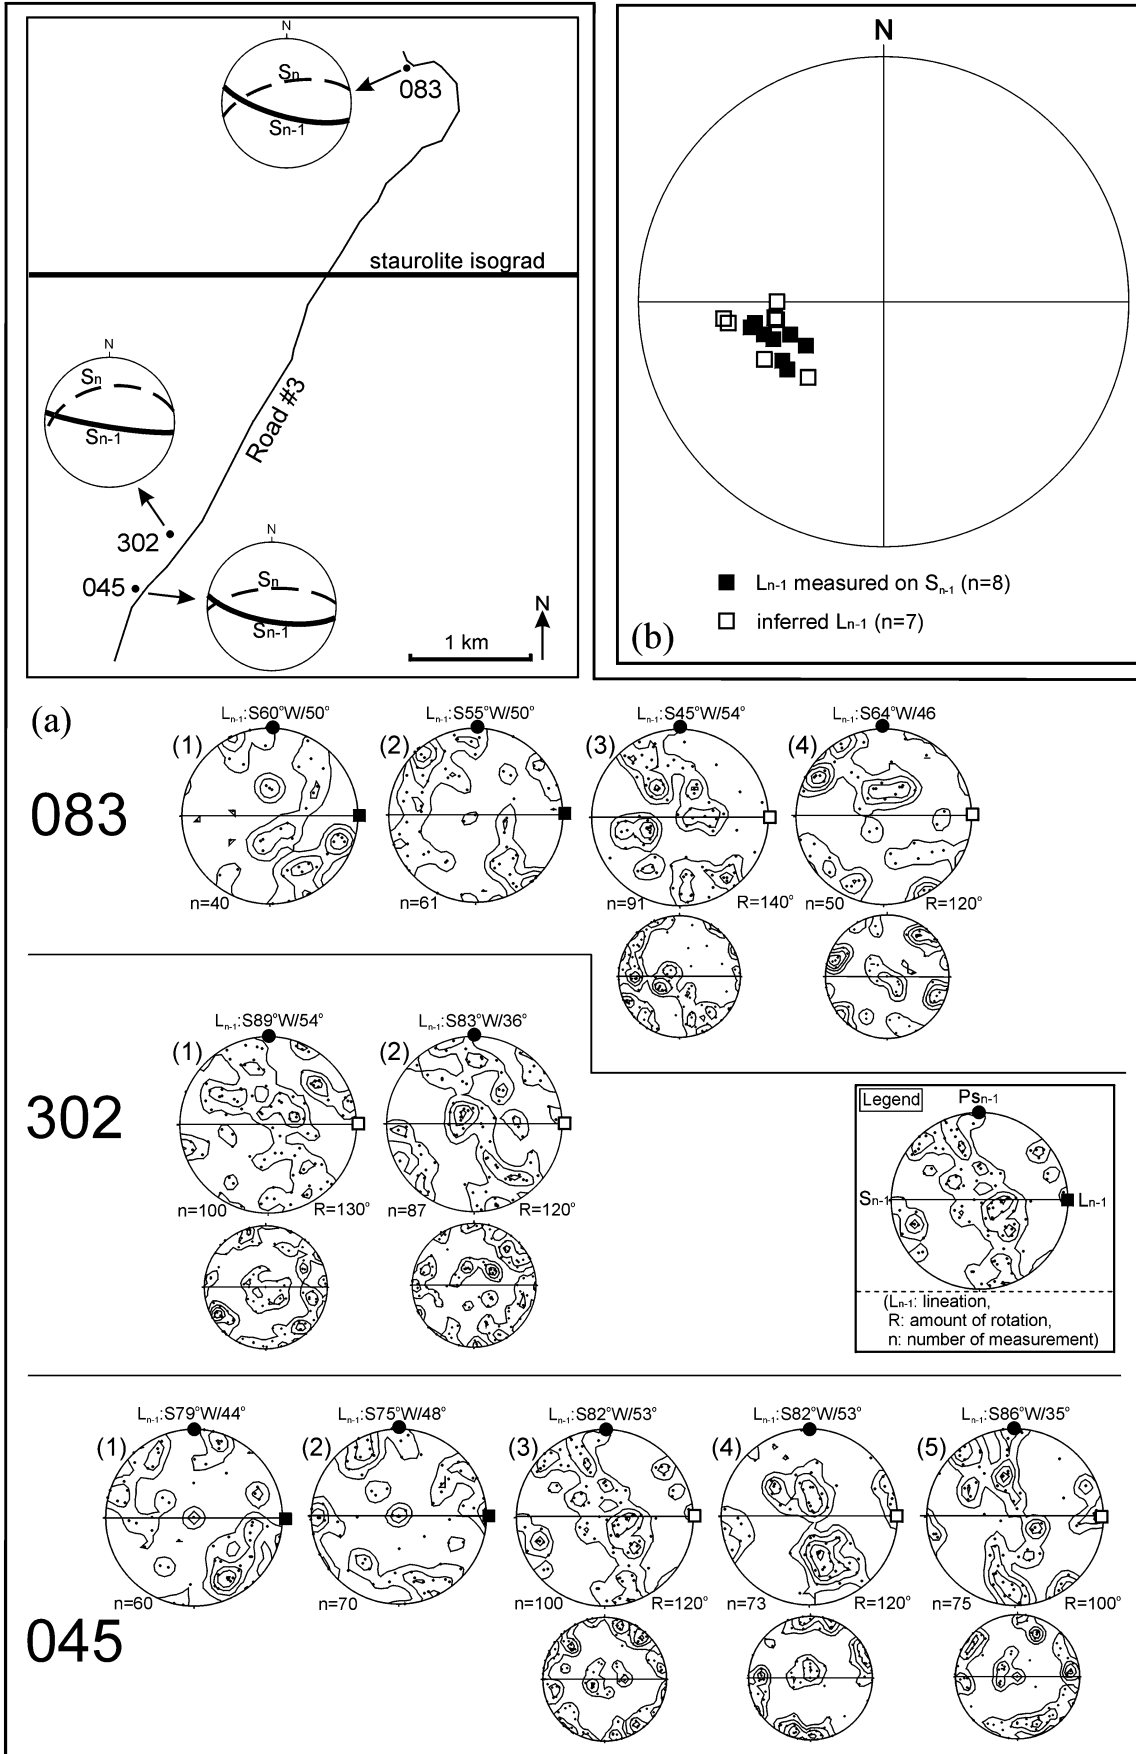 N
Sn
Sn-1
083
staurolite isograd
N
Sn
Sn-1
Road #3
302
045
N
Sn
Sn-1
1 km
N
N
Ln-1 measured on Sn-1 (n=8)
inferred Ln-1 (n=7)
(b)
(a)
083
Ln-1:S60°W/50°
(1)
n=40
Ln-1:S55°W/50°
(2)
n=61
Ln-1:S45°W/54°
(3)
n=91
R=140°
Ln-1:S64°W/46
(4)
n=50
R=120°
302
Ln-1:S89°W/54°
(1)
n=100
R=130°
Ln-1:S83°W/36°
(2)
n=87
R=120°
Legend
Psn-1
Sn-1
Ln-1
(Ln-1: lineation,
R: amount of rotation,
n: number of measurement)
045
Ln-1:S79°W/44°
(1)
n=60
Ln-1:S75°W/48°
(2)
n=70
Ln-1:S82°W/53°
(3)
n=100
R=120°
Ln-1:S82°W/53°
(4)
n=73
R=120°
Ln-1:S86°W/35°
(5)
n=75
R=100°